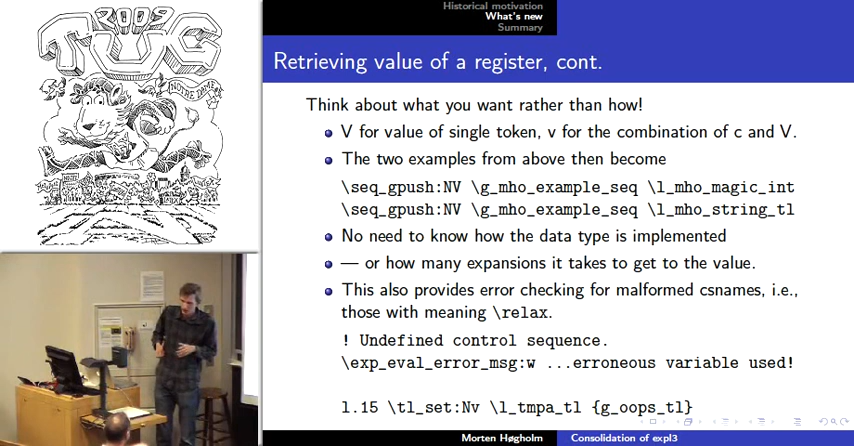 2009
TUG
NOTRE DAME
Historical motivation
What's new
Summary
Retrieving value of a register, cont.
Think about what you want rather than how!
V for value of single token, v for the combination of c and V.
The two examples from above then become
\seq_gpush:NV \g_mho_example_seq \l_mho_magic_int
\seq_gpush:NV \g_mho_example_seq \l_mho_string_tl
No need to know how the data type is implemented
— or how many expansions it takes to get to the value.
This also provides error checking for malformed csnames, i.e.,
those with meaning \relax.
! Undefined control sequence.
\exp_eval_error_msg:w ...erroneous variable used!
l.15 \tl_set:Nv \l_tmpa_tl {g_oops_tl}
Morten Høgholm
Consolidation of expl3